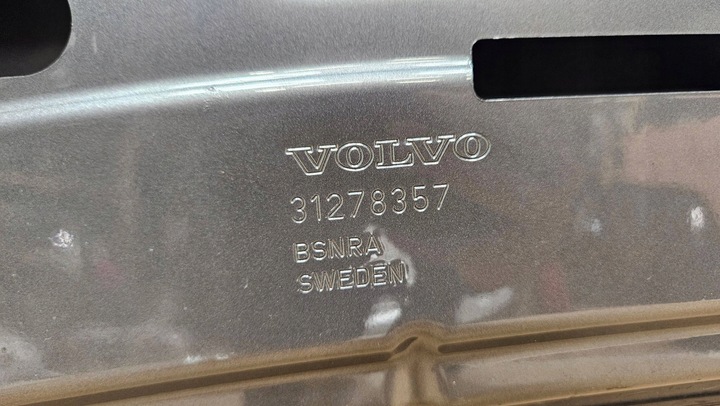 VOLVO
31278357
BSNRA
SWEDEN